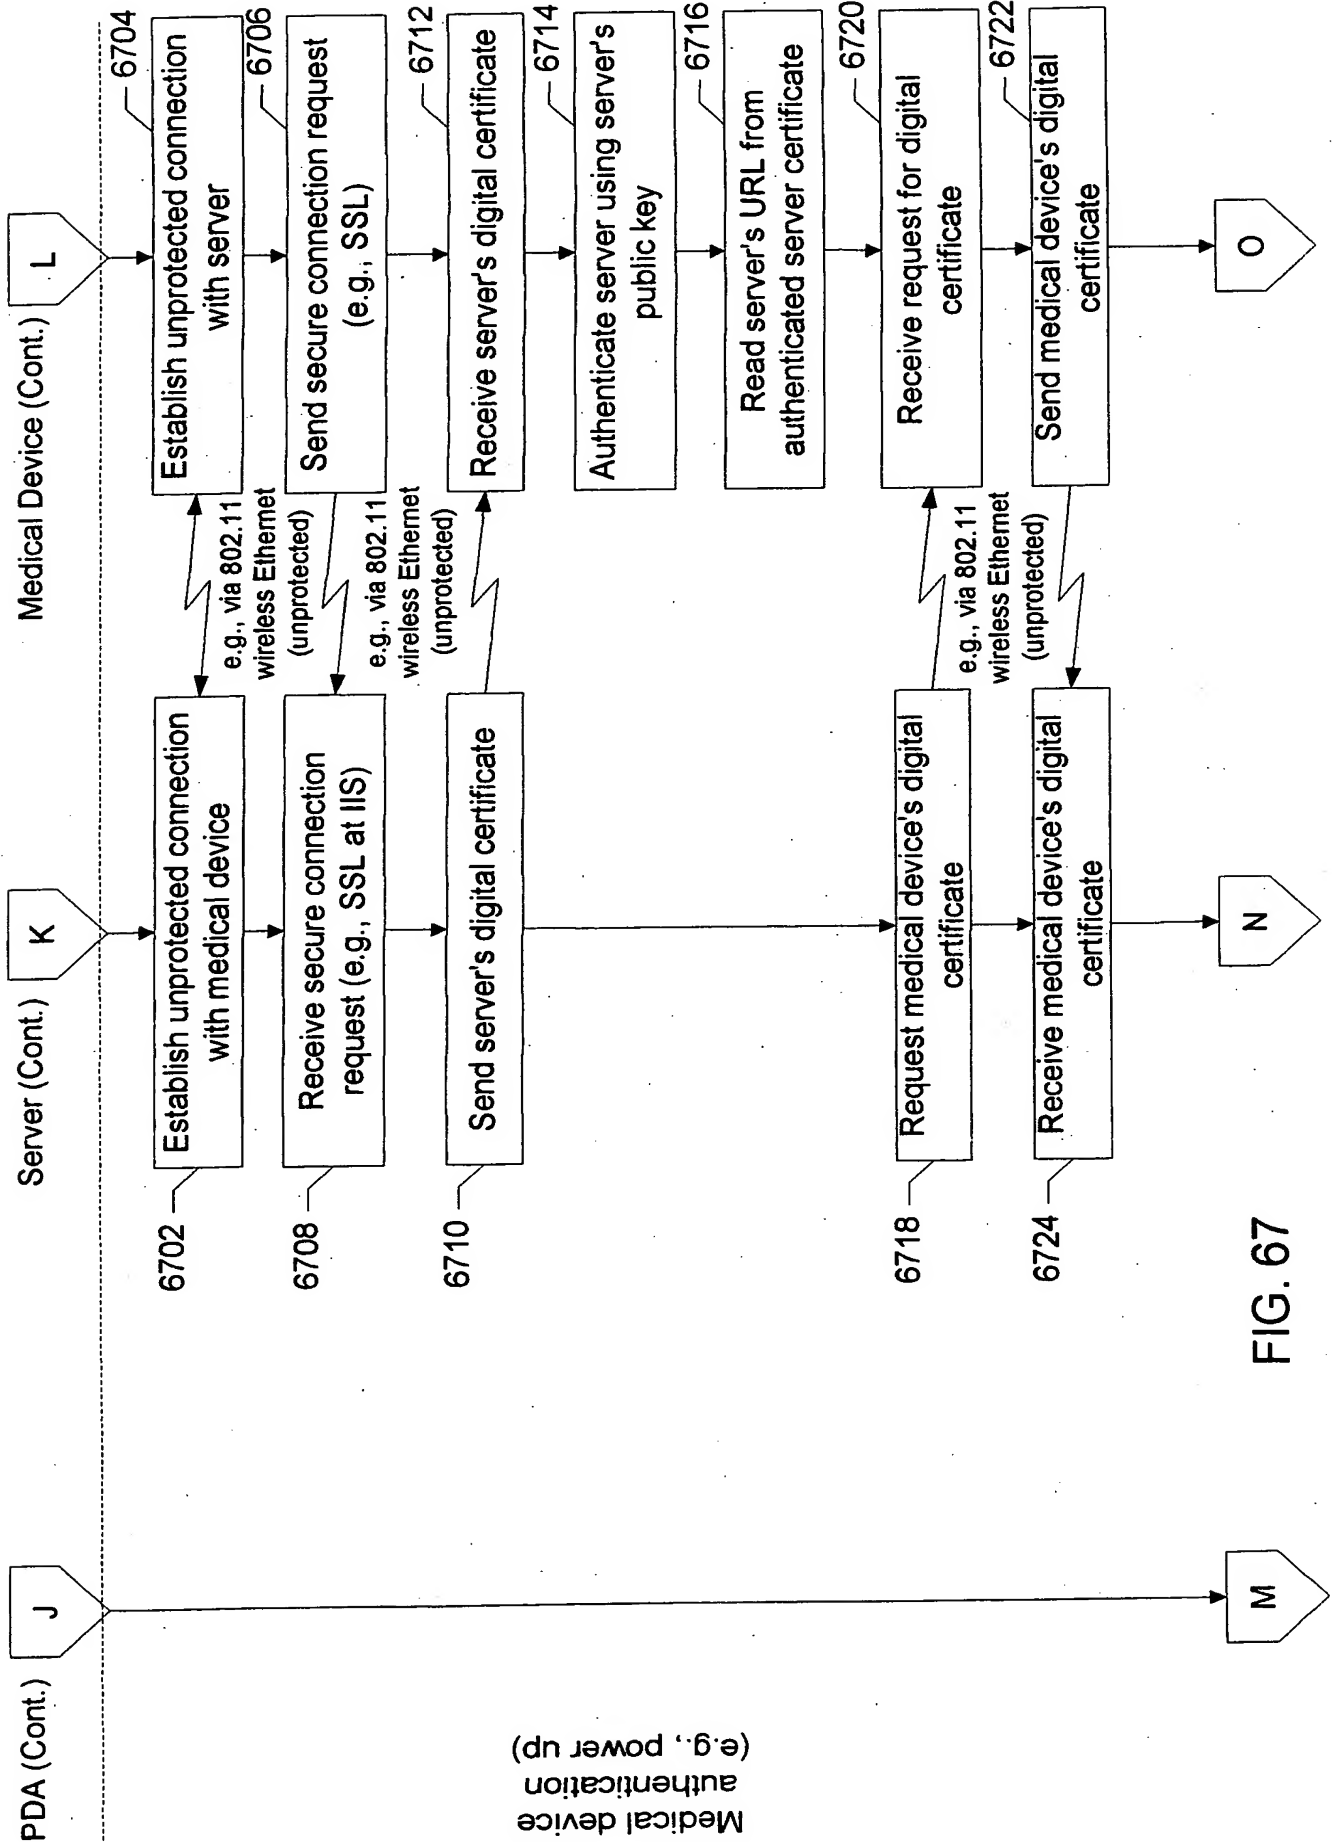 PDA (Cont.)
Server (Cont.)
Medical Device (Cont.)
J
K
L
Medical device
authentication
(e.g., power up)
6702
Establish unprotected connection
with medical device
6704
Establish unprotected connection
with server
e.g., via 802.11
wireless Ethernet
(unprotected)
6706
Send secure connection request
(e.g., SSL)
6708
Receive secure connection
request (e.g., SSL at IIS)
e.g., via 802.11
wireless Ethernet
(unprotected)
6710
Send server's digital certificate
6712
Receive server's digital certificate
6714
Authenticate server using server's
public key
6716
Read server's URL from
authenticated server certificate
6718
Request medical device's digital
certificate
6720
Receive request for digital
certificate
e.g., via 802.11
wireless Ethernet
(unprotected)
6722
Send medical device's digital
certificate
6724
Receive medical device's digital
certificate
M
N
O
FIG. 67